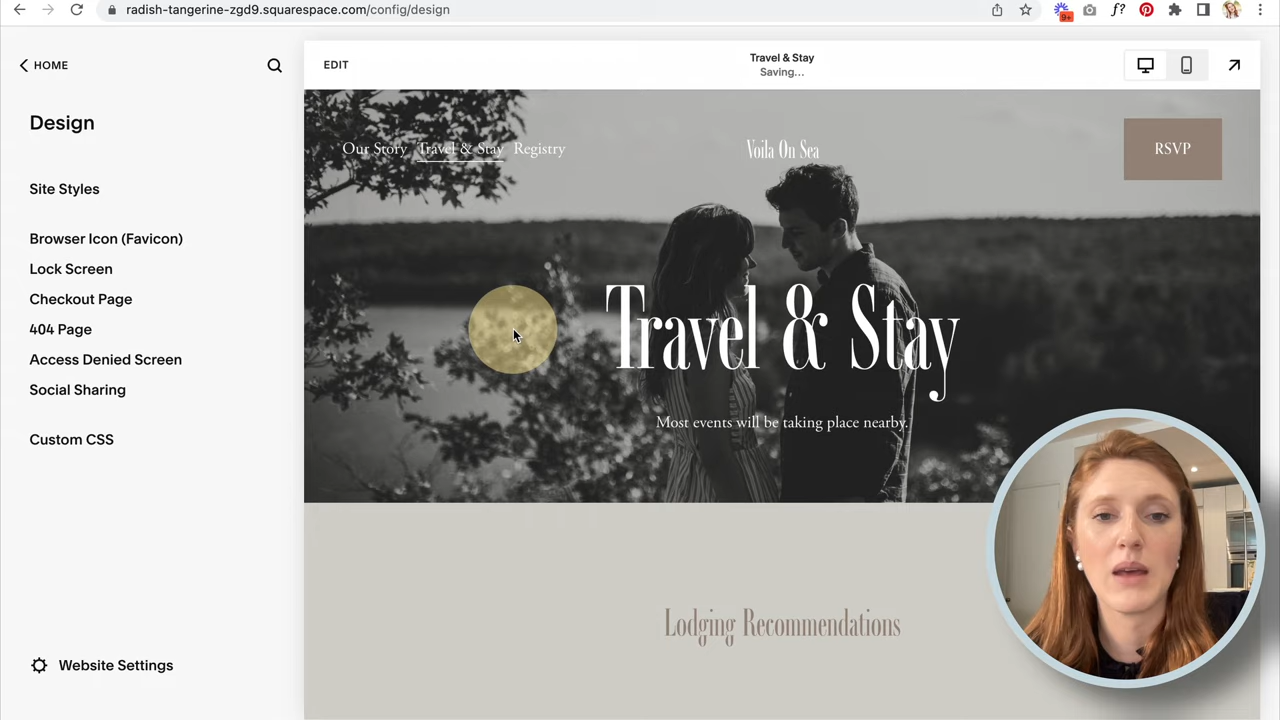 radish-tangerine-zgd9.squarespace.com/config/design
9+
f?
HOME
Design
Site Styles
Browser Icon (Favicon)
Lock Screen
Checkout Page
404 Page
Access Denied Screen
Social Sharing
Custom CSS
Website Settings
EDIT
Travel & Stay
Saving...
Our Story Travel & Stay Registry
Voila On Sea
RSVP
Travel & Stay
Most events will be taking place nearby.
Lodging Recommendations